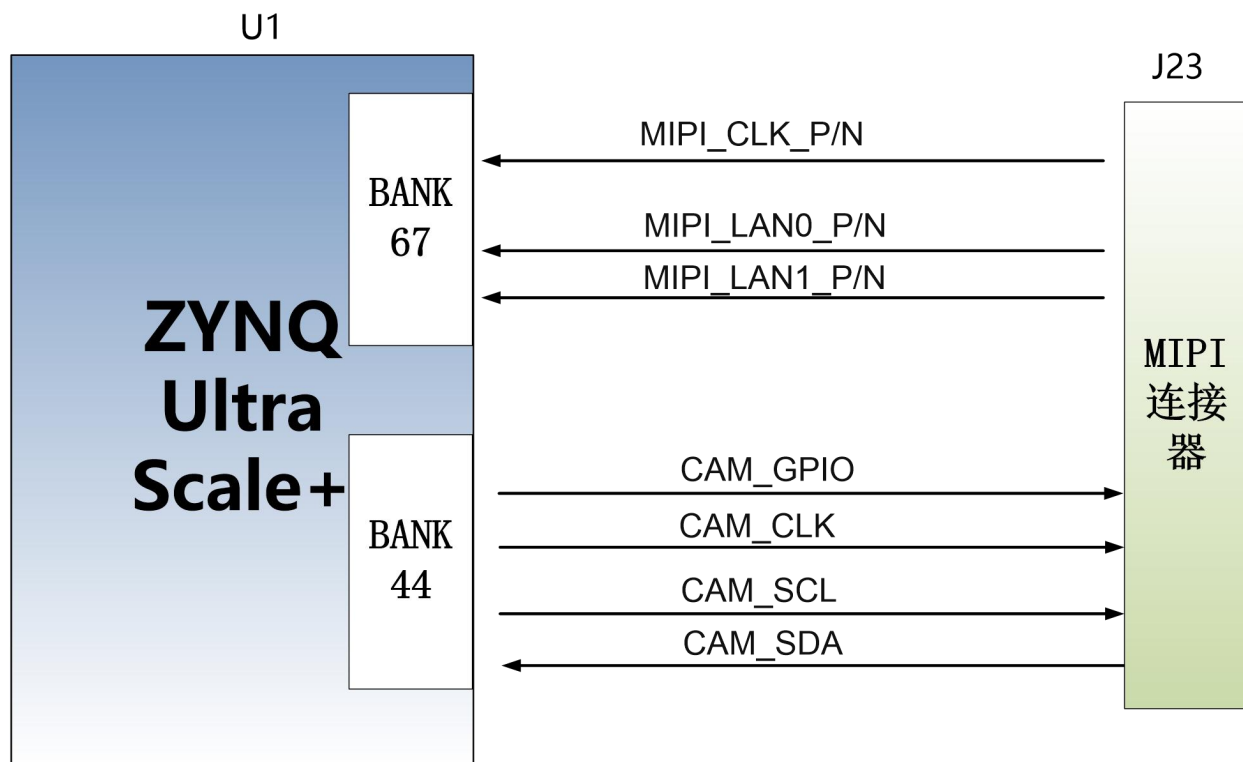 U1
J23
BANK
67
ZYNQ
Ultra
Scale+
BANK
44
MIPI_CLK_P/N
MIPI_LAN0_P/N
MIPI_LAN1_P/N
CAM_GPIO
CAM_CLK
CAM_SCL
CAM_SDA
MIPI
连接
器